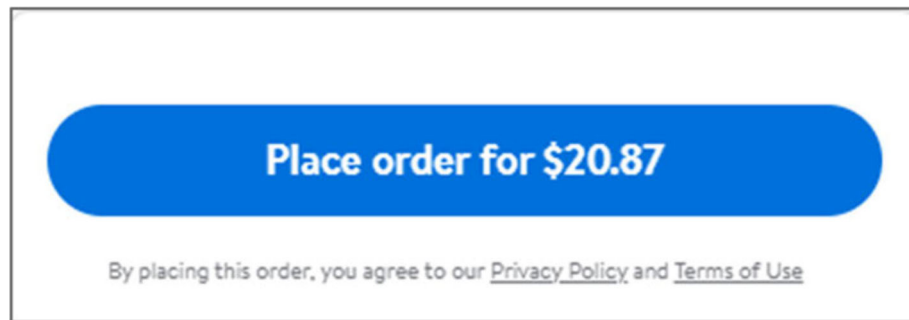 Place order for $20.87
By placing this order, you agree to our Privacy Policy and Terms of Use